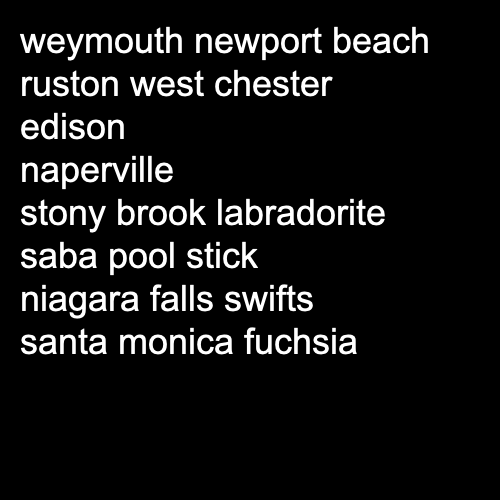 weymouth newport beach
ruston west chester
edison
naperville
stony brook labradorite
saba pool stick
niagara falls swifts
santa monica fuchsia